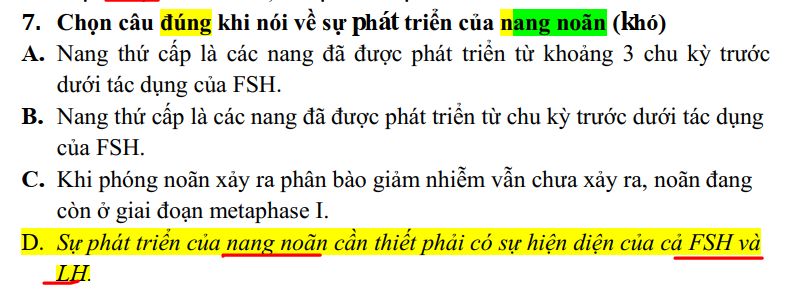 7. Chọn câu đúng khi nói về sự phát triển của nang noãn (khó)
A. Nang thứ cấp là các nang đã được phát triển từ khoảng 3 chu kỳ trước
dưới tác dụng của FSH.
B. Nang thứ cấp là các nang đã được phát triển từ chu kỳ trước dưới tác dụng
của FSH.
C. Khi phóng noãn xảy ra phân bào giảm nhiễm vẫn chưa xảy ra, noãn đang
còn ở giai đoạn metaphase I.
D. Sự phát triển của nang noãn cần thiết phải có sự hiện diện của cả FSH và
LH.